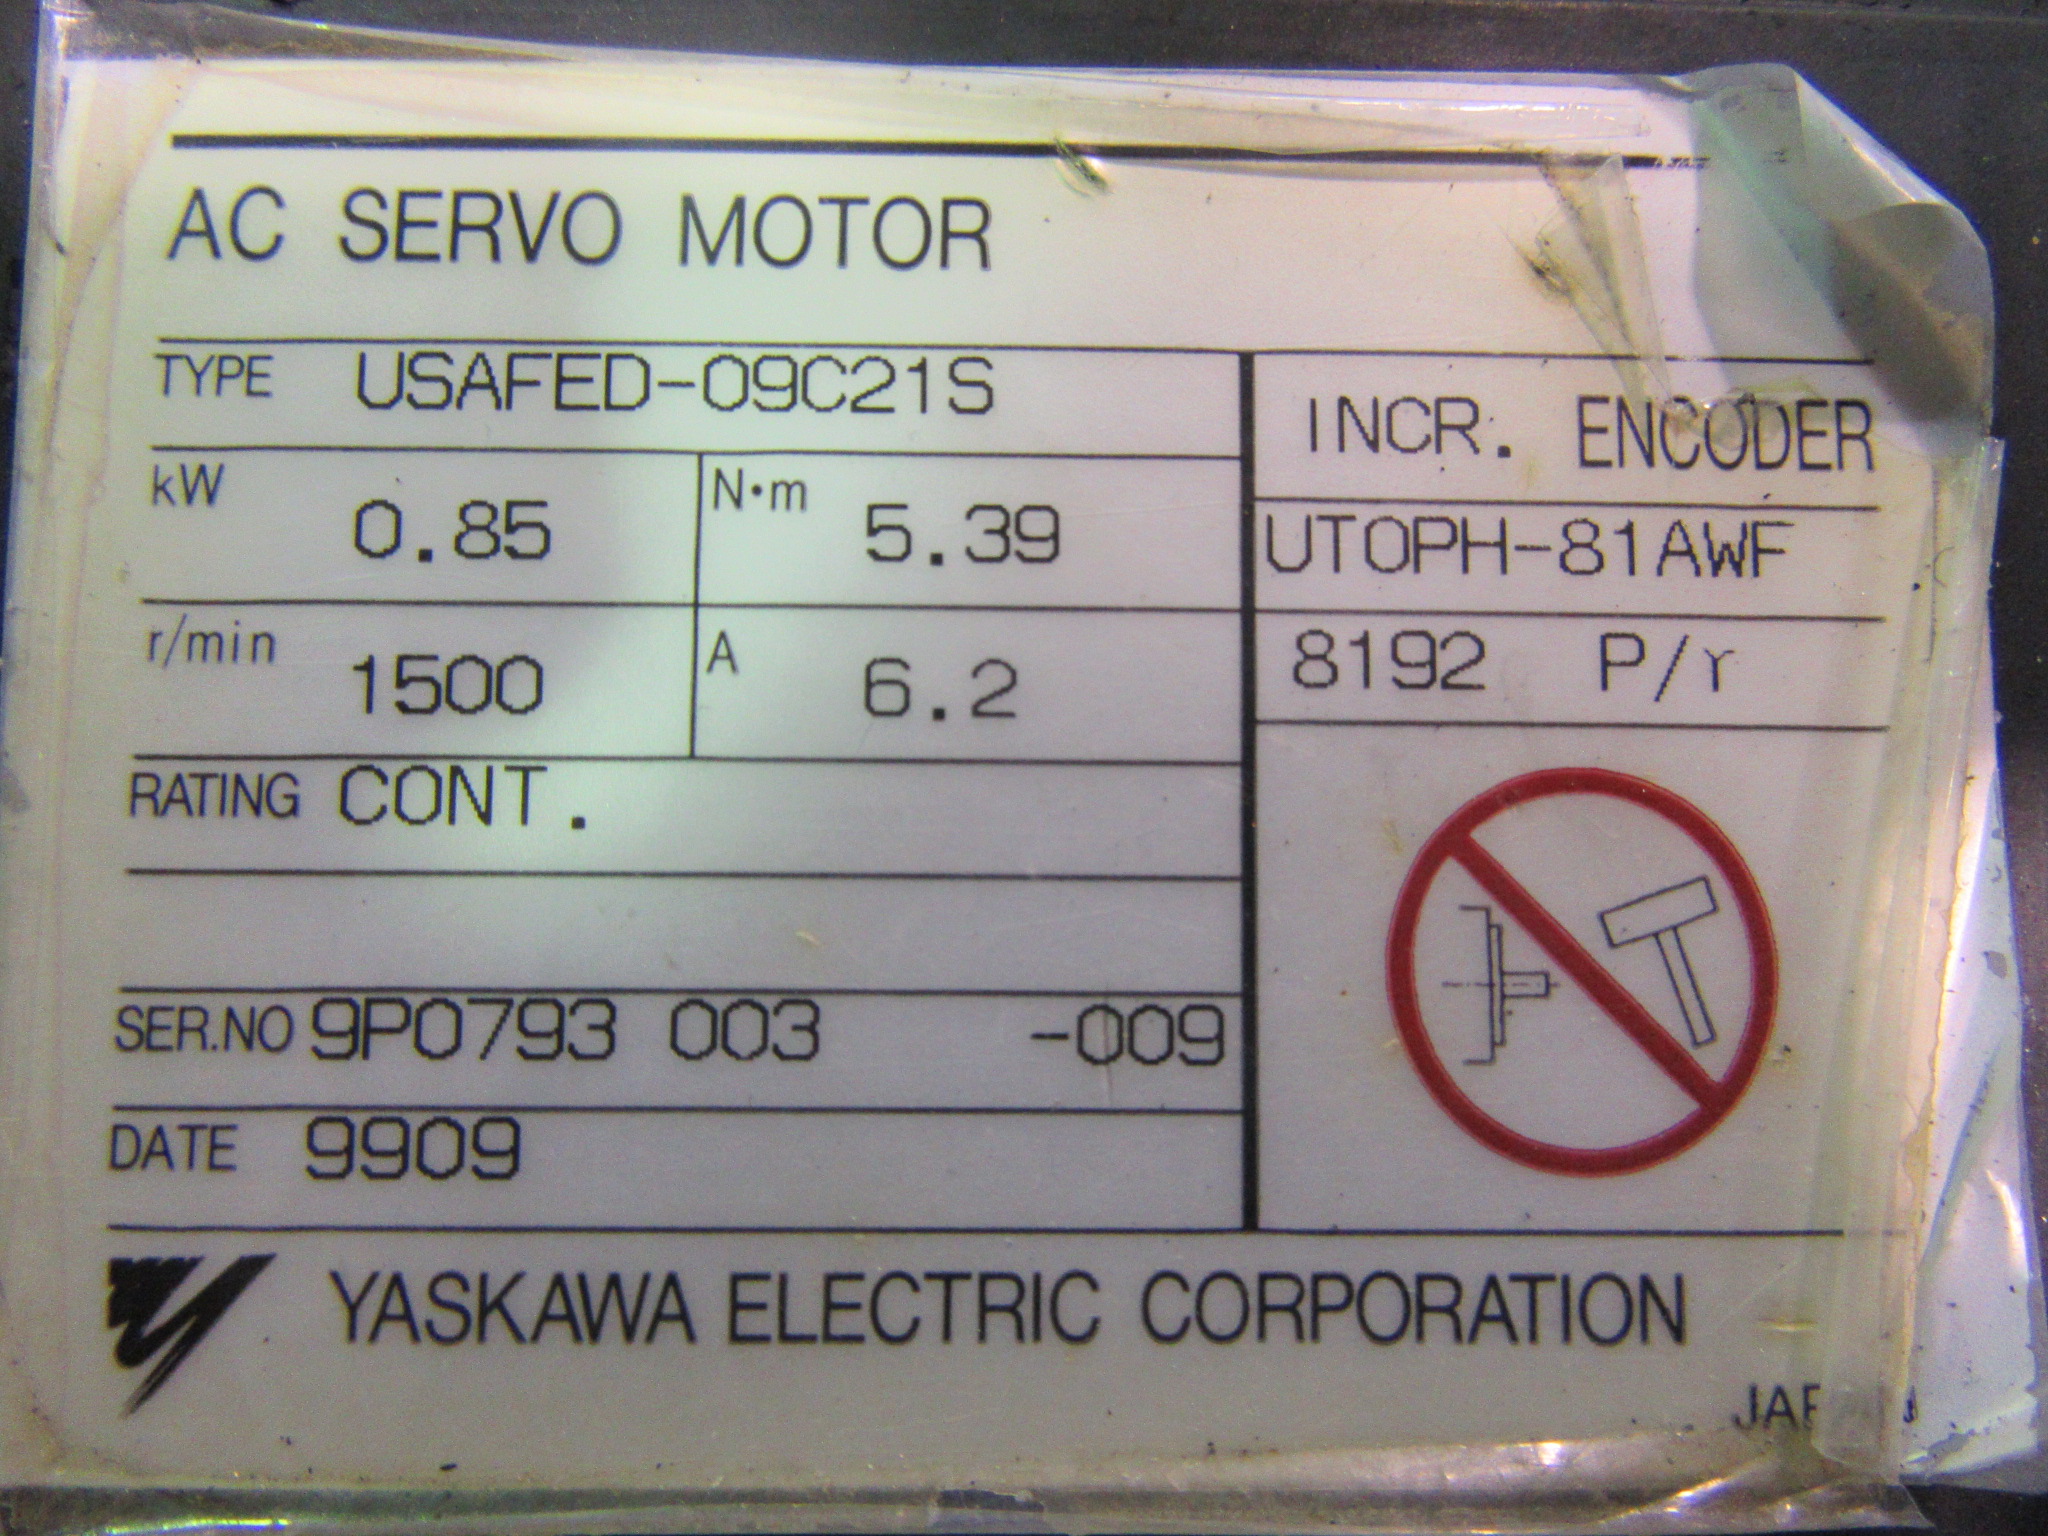 AC SERVO MOTOR
TYPE USAFED-09C21S
kW 0.85 N·m 5.39
r/min 1500 A 6.2
RATING CONT.
SER.NO 9P0793 003 -009
DATE 9909
INCR. ENCODER
UTOPH-81AWF
8192 P/r
YASKAWA ELECTRIC CORPORATION